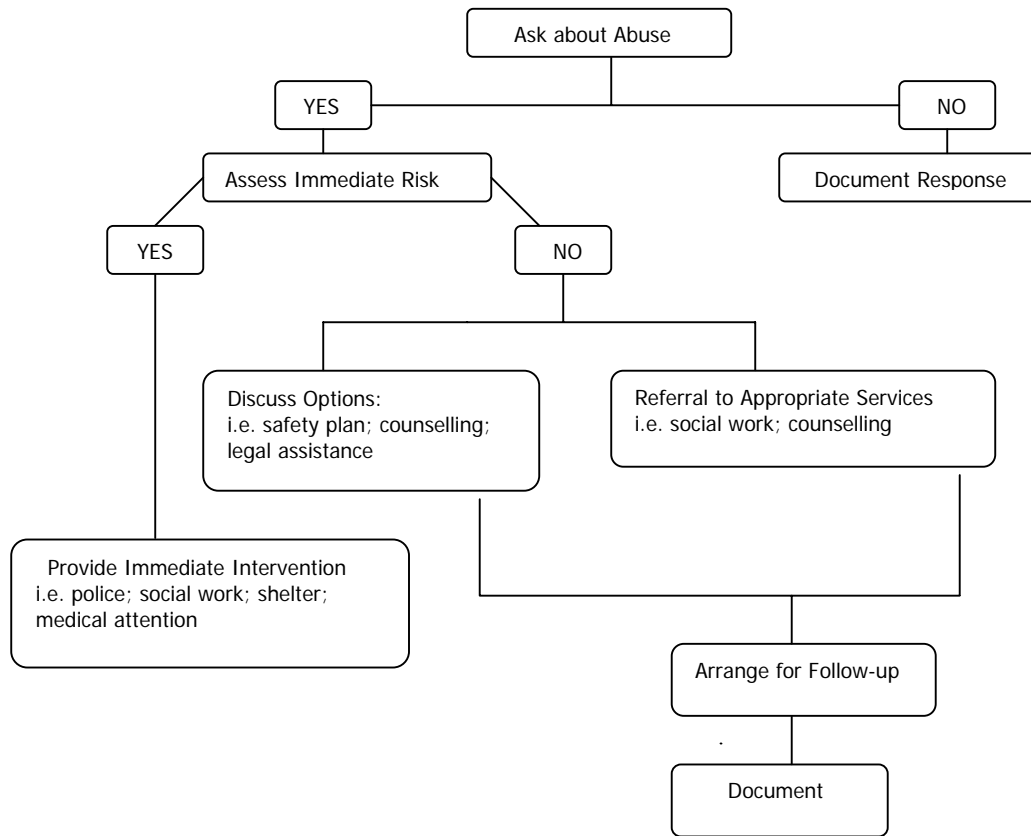 Ask about Abuse
YES
NO
Assess Immediate Risk
Document Response
YES
NO
Discuss Options:
i.e. safety plan; counselling;
legal assistance
Referral to Appropriate Services
i.e. social work; counselling
Provide Immediate Intervention
i.e. police; social work; shelter;
medical attention
Arrange for Follow-up
.
Document